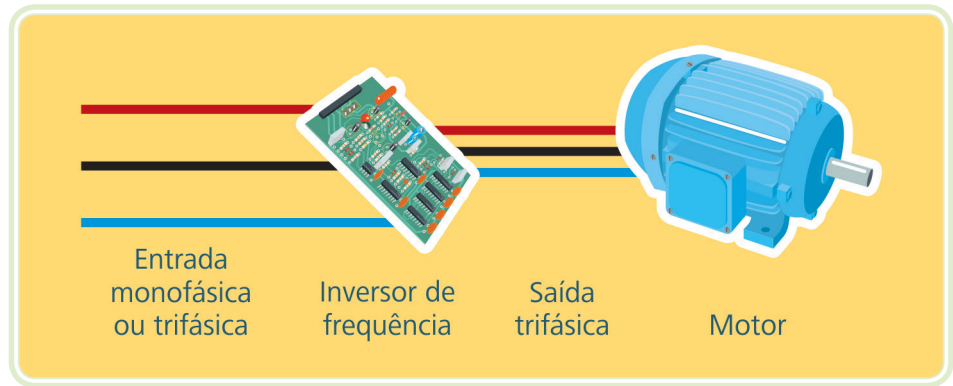 Entrada
monofásica
ou trifásica
Inversor de
frequência
Saída
trifásica
Motor